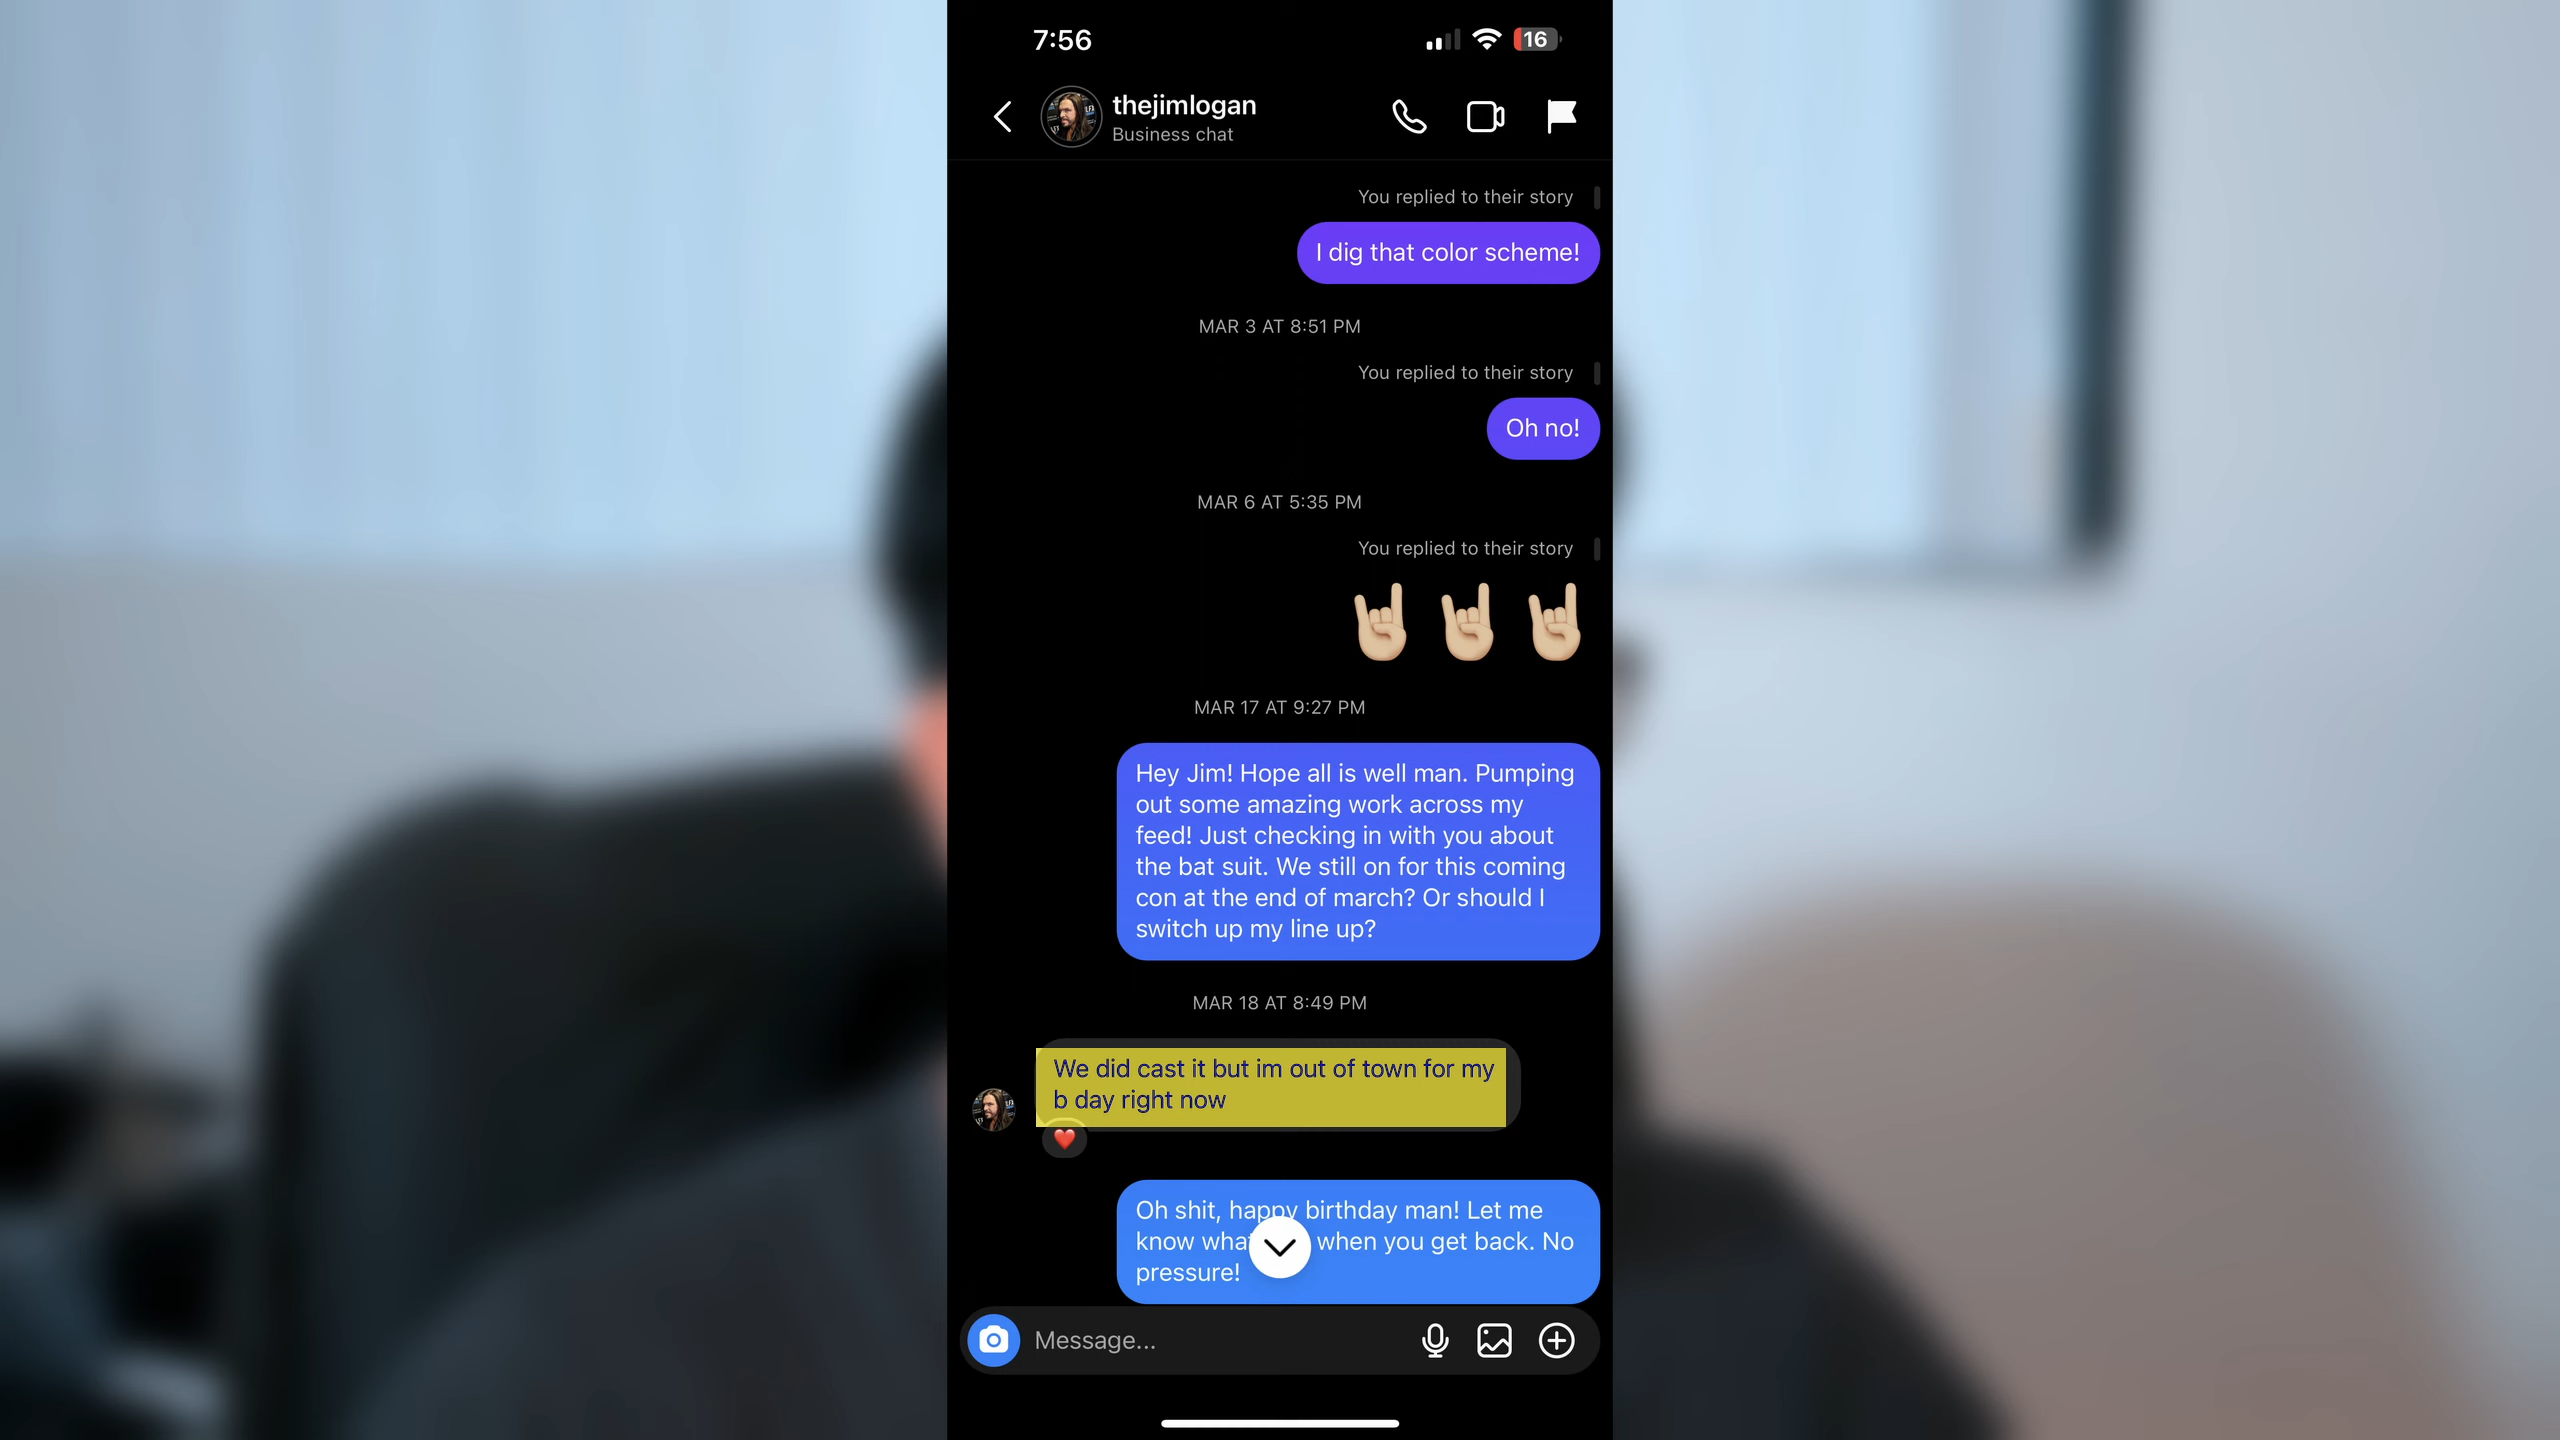 7:56
16
thejimlogan
Business chat
You replied to their story
I dig that color scheme!
MAR 3 AT 8:51 PM
You replied to their story
Oh no!
MAR 6 AT 5:35 PM
You replied to their story
MAR 17 AT 9:27 PM
Hey Jim! Hope all is well man. Pumping
out some amazing work across my
feed! Just checking in with you about
the bat suit. We still on for this coming
con at the end of march? Or should I
switch up my line up?
MAR 18 AT 8:49 PM
We did cast it but im out of town for my
b day right now
Oh shit, happy birthday man! Let me
know when you get back. No
pressure!
Message...